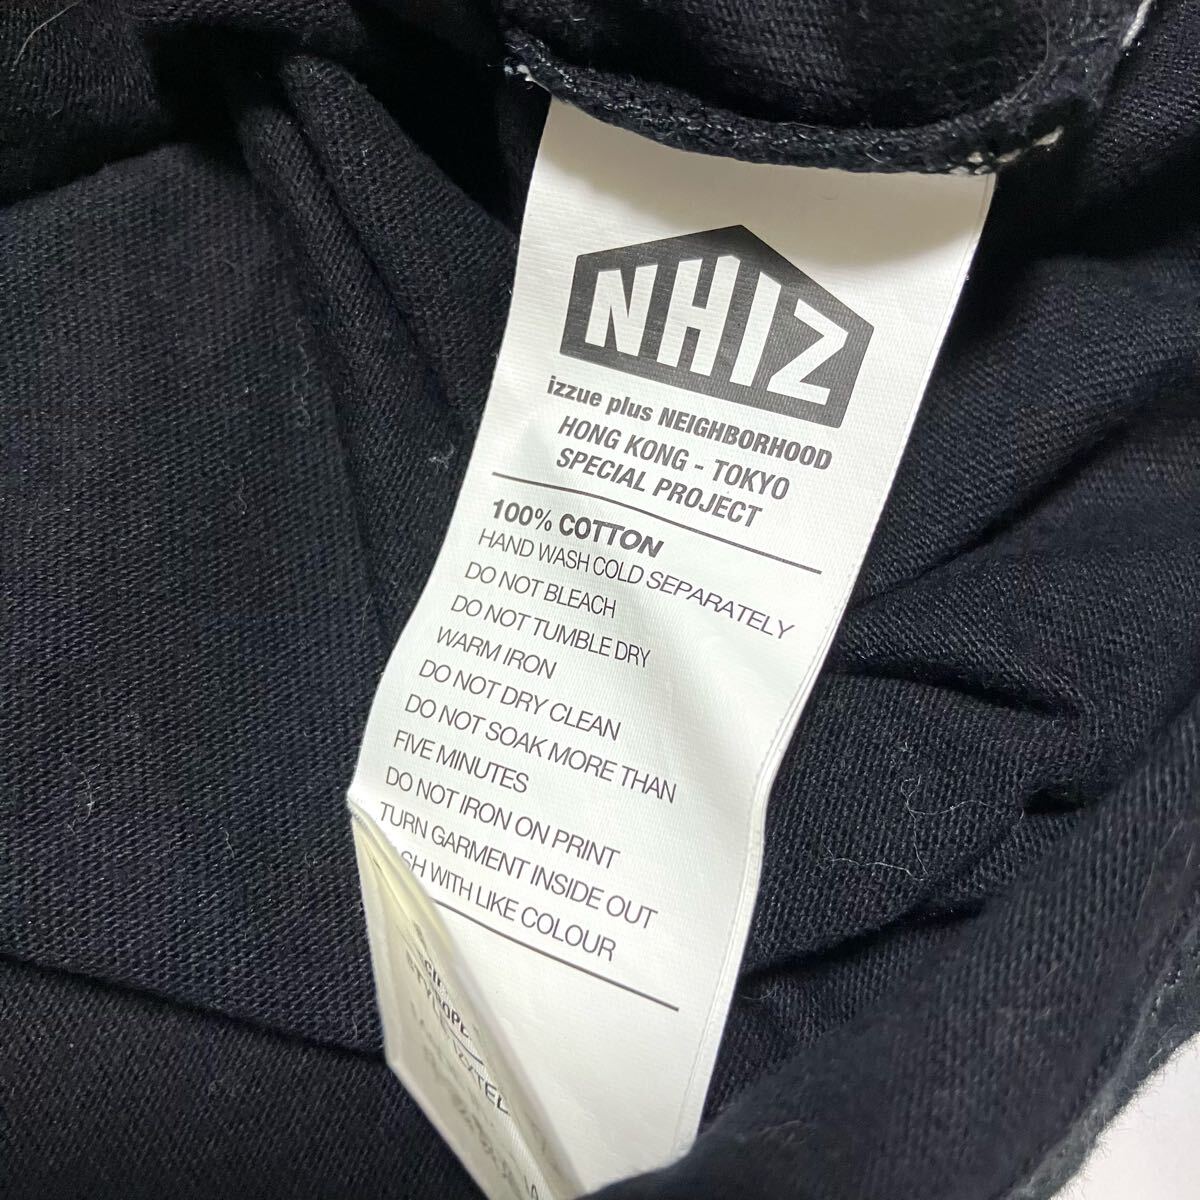 NHIZ
izzue plus NEIGHBORHOOD
HONG KONG - TOKYO
SPECIAL PROJECT
100% COTTON
HAND WASH COLD SEPARATELY
DO NOT BLEACH
DO NOT TUMBLE DRY
WARM IRON
DO NOT DRY CLEAN
DO NOT SOAK MORE THAN
FIVE MINUTES
DO NOT IRON ON PRINT
TURN GARMENT INSIDE OUT
WITH LIKE COLOUR